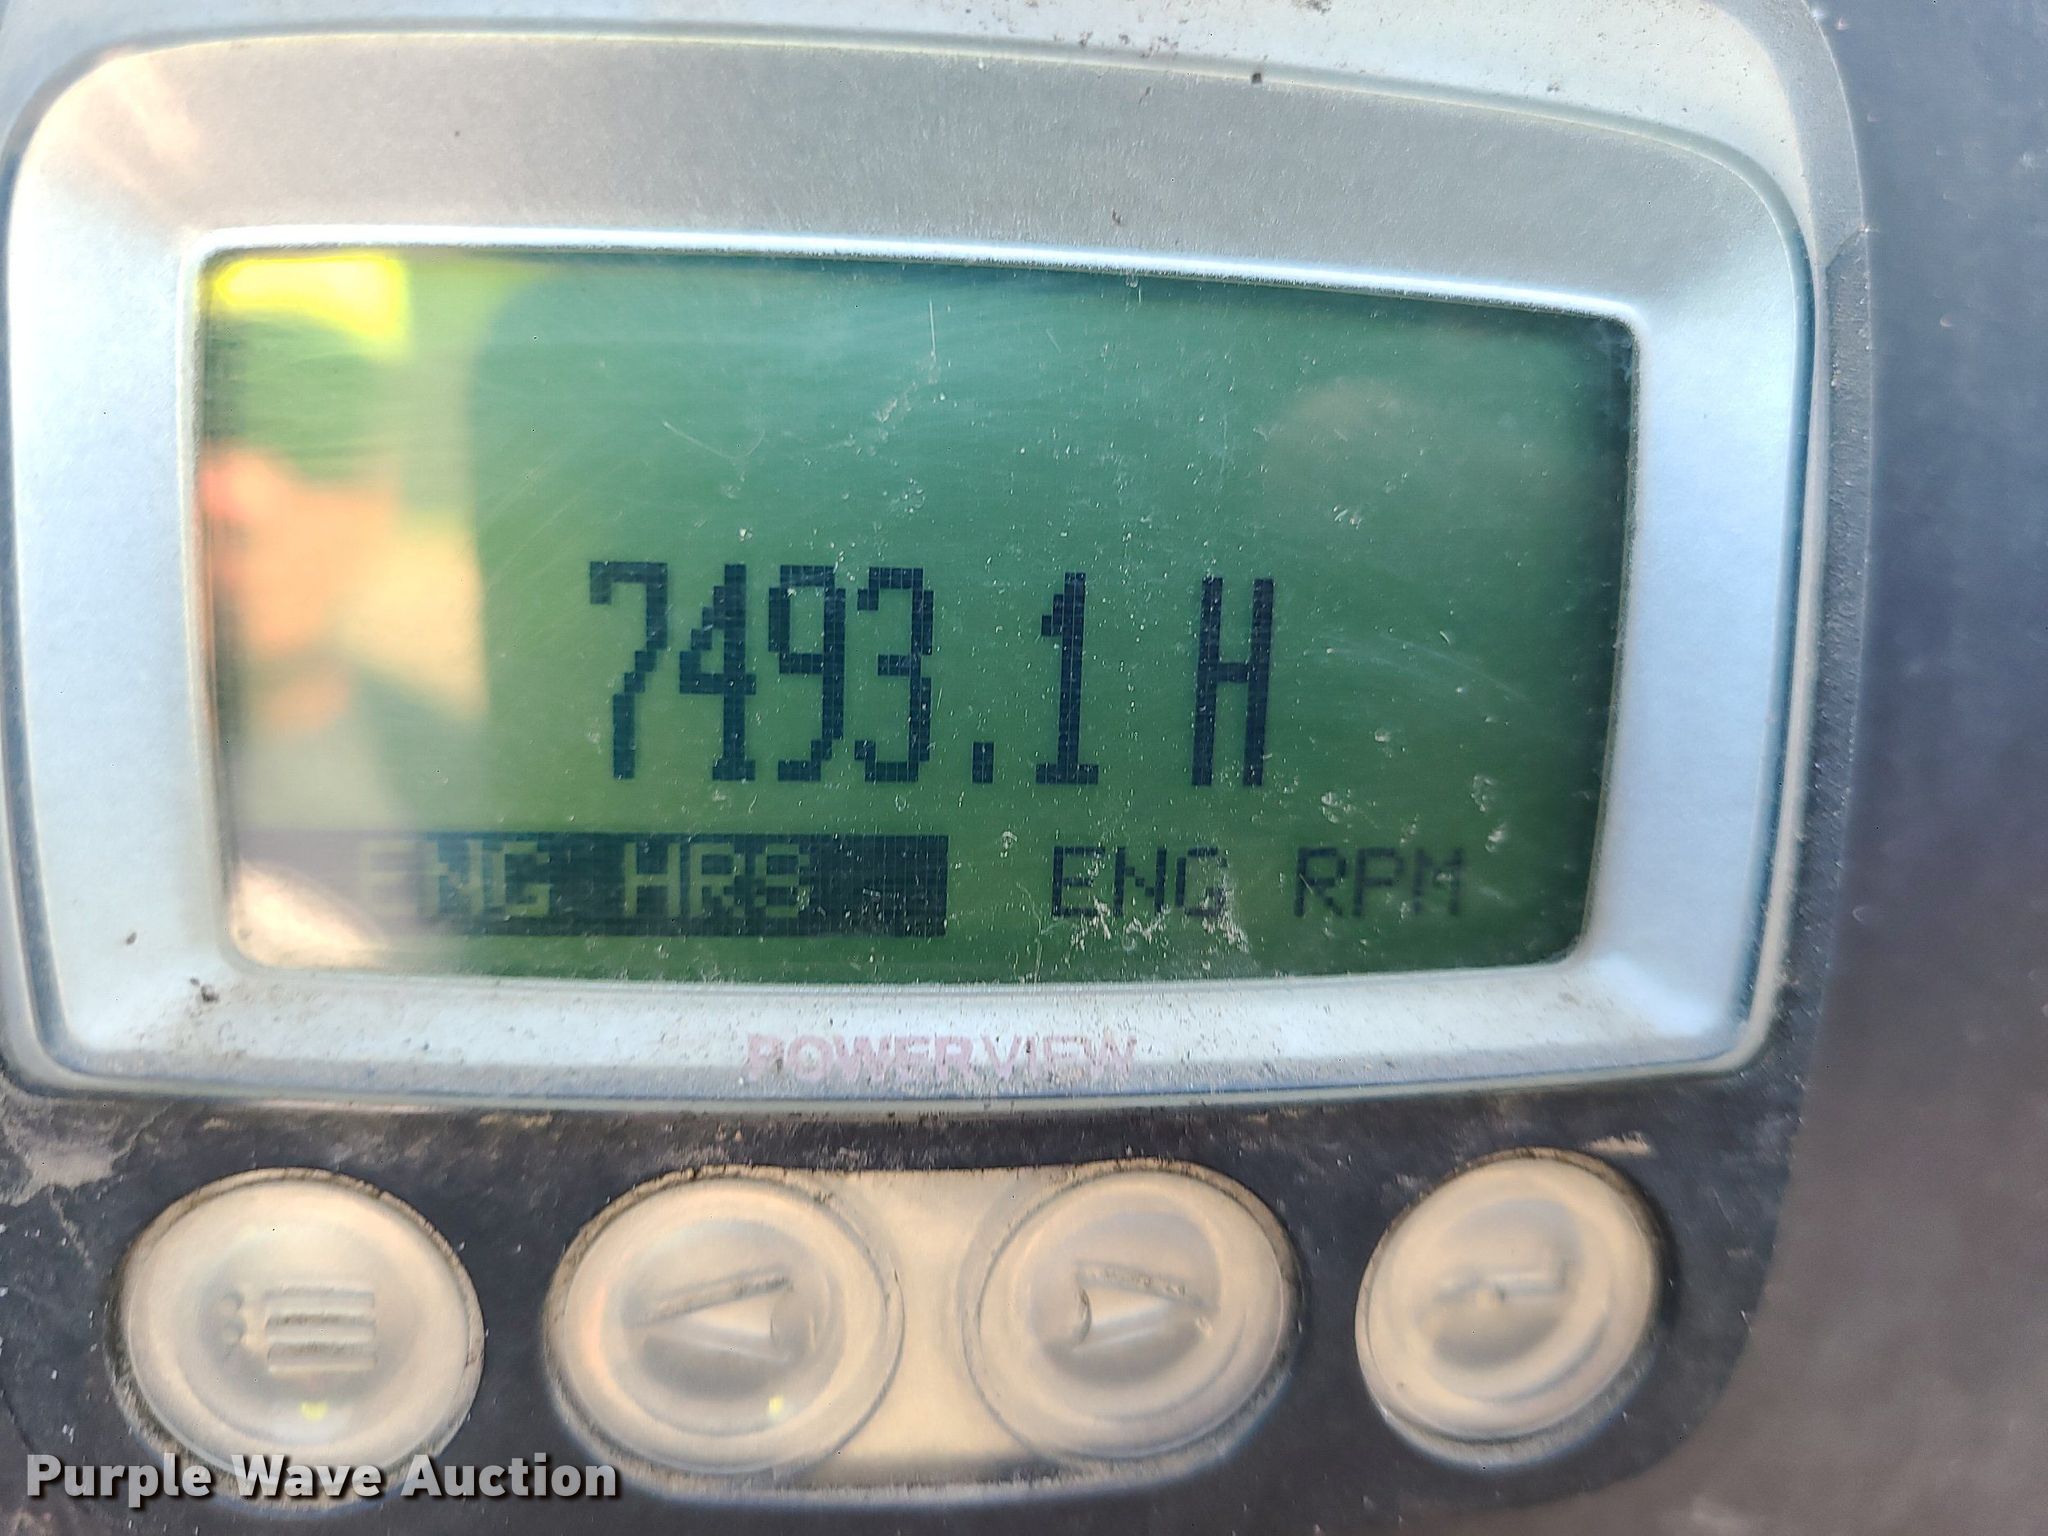 7493.1 H
ENG HRS ENG RPM
POWERVIEW
Purple Wave Auction